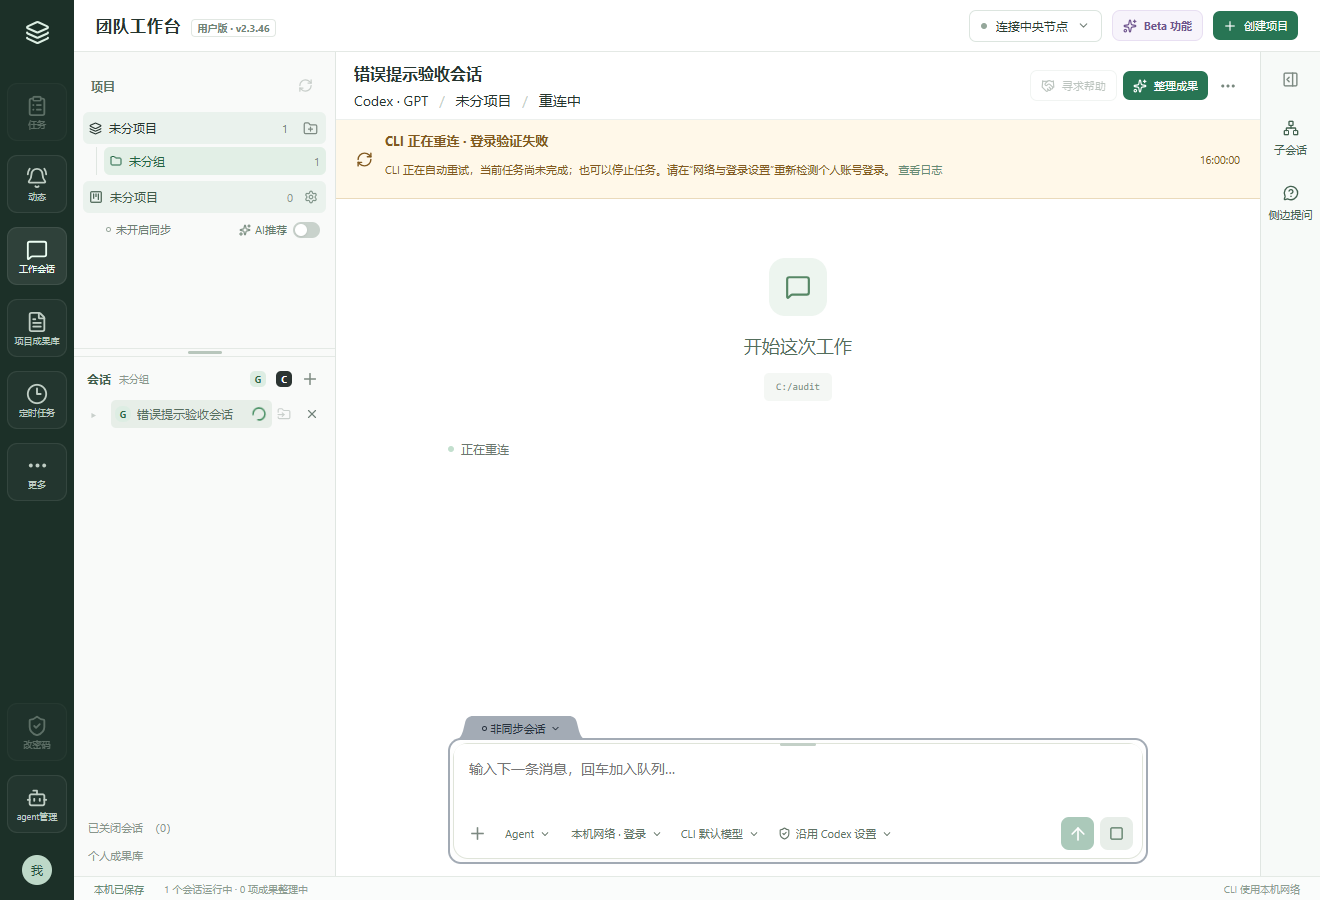 团队工作台
用户版 · v2.3.46
连接中央节点
Beta 功能
创建项目
任务
动态
工作会话
项目成果库
定时任务
更多
改密码
agent管理
我
项目
未分项目 1
未分组 1
未分项目 0
未开启同步
AI推荐
会话 未分组 G C
G 错误提示验收会话
已关闭会话 (0)
个人成果库
错误提示验收会话
Codex · GPT / 未分项目 / 重连中
寻求帮助
整理成果
CLI 正在重连 · 登录验证失败
CLI 正在自动重试，当前任务尚未完成；也可以停止任务。请在“网络与登录设置”重新检测个人账号登录。 查看日志
16:00:00
开始这次工作
C:/audit
正在重连
非同步会话
输入下一条消息，回车加入队列...
Agent
本机网络 · 登录
CLI 默认模型
沿用 Codex 设置
子会话
侧边提问
本机已保存
1 个会话运行中 · 0 项成果整理中
CLI 使用本机网络